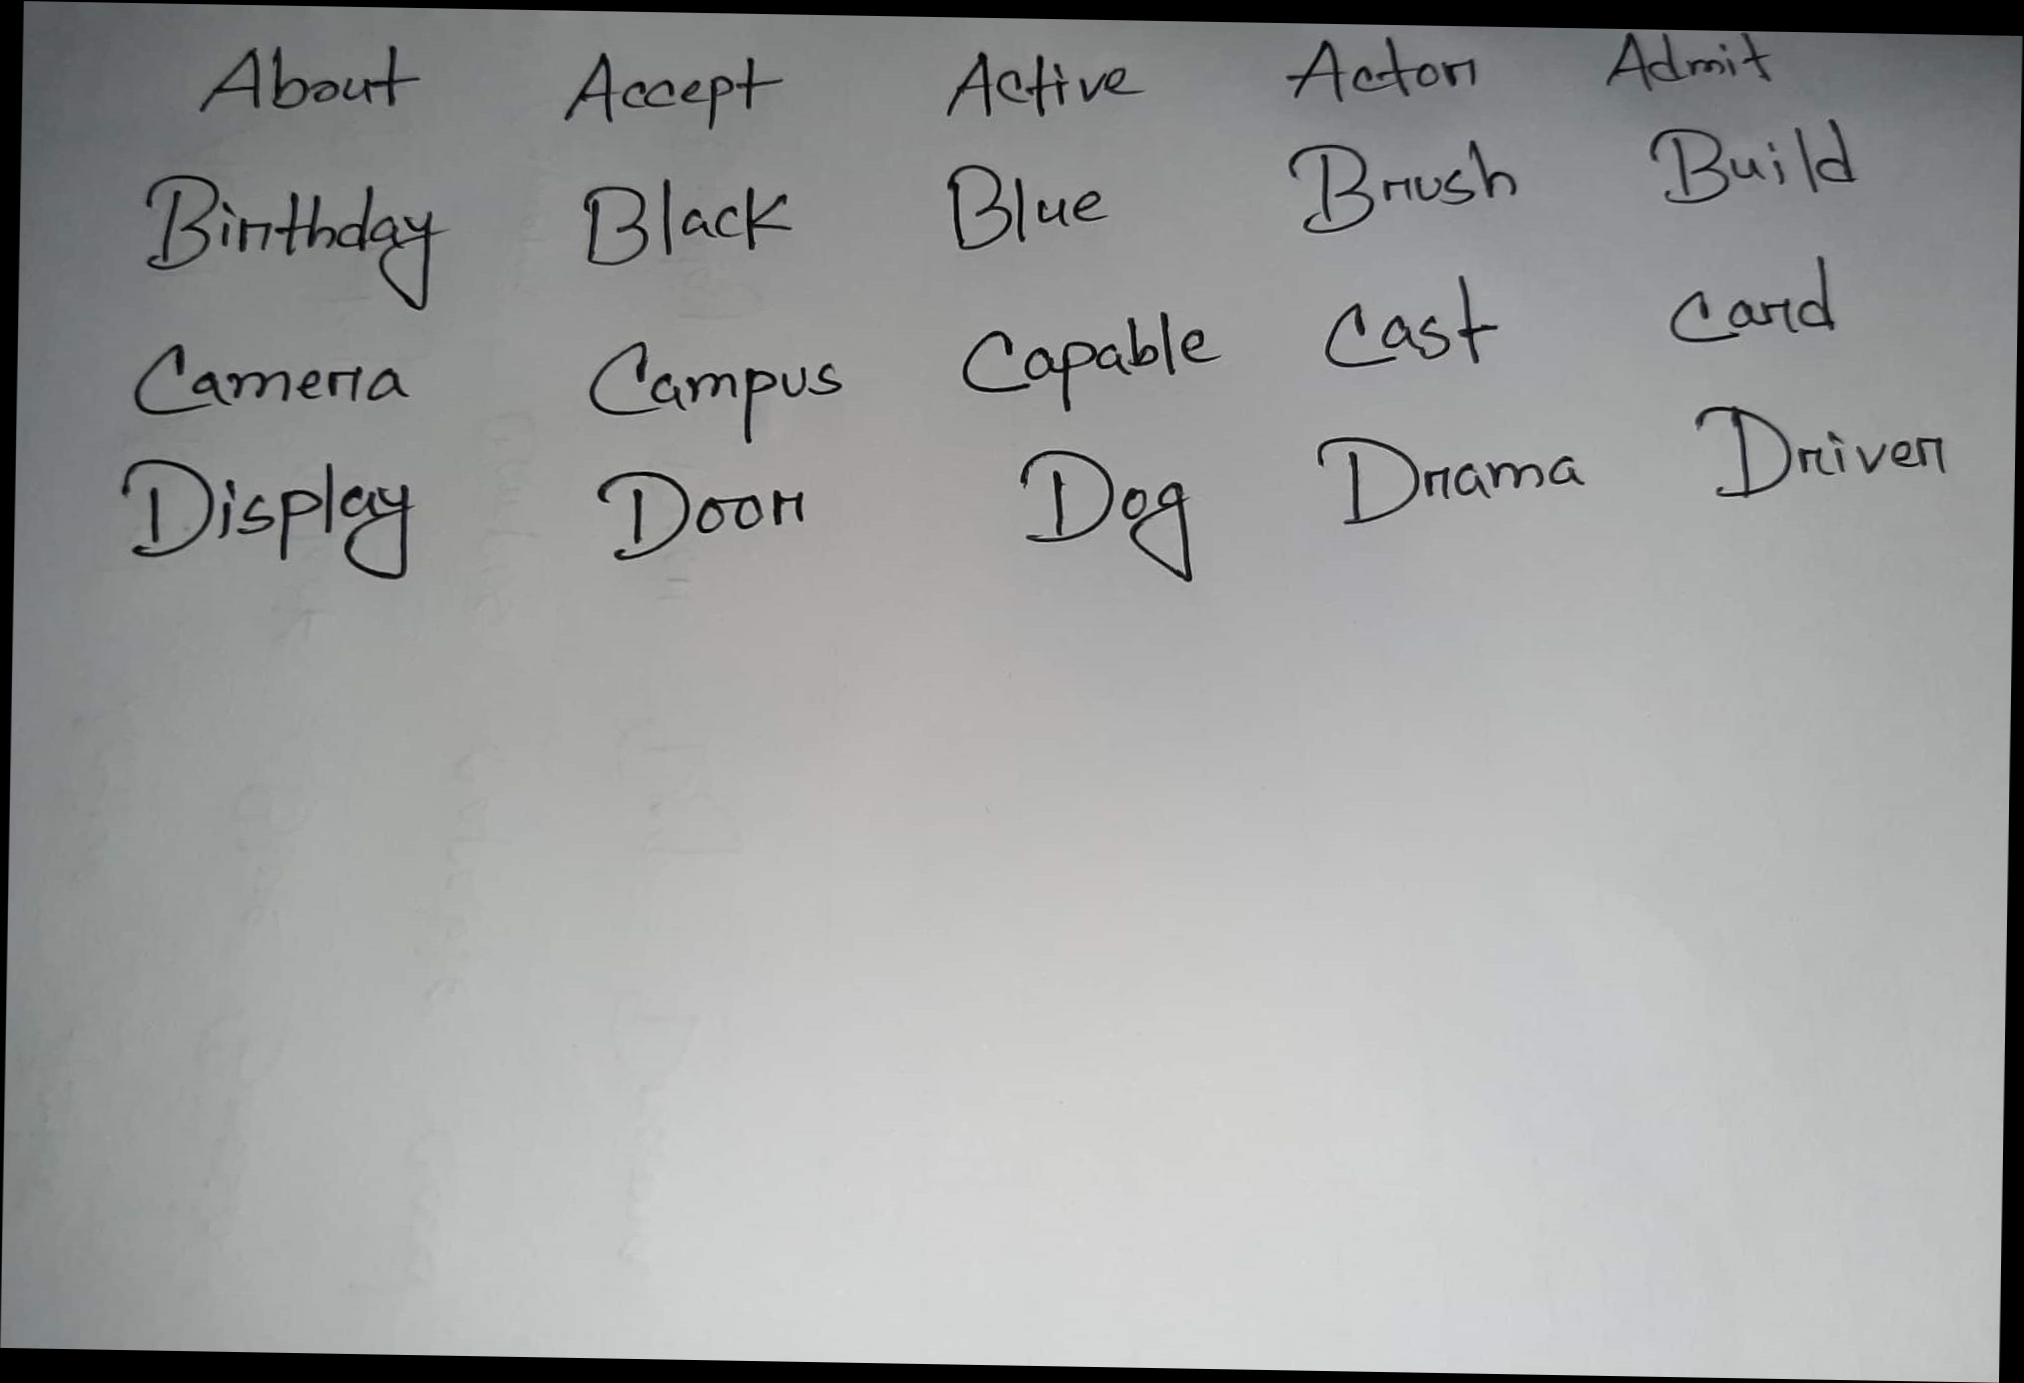 About Accept Active Actor Admit
Birthday Black Blue Brush Build
Camera Campus Capable Cast Card
Display Door Dog Drama Driver